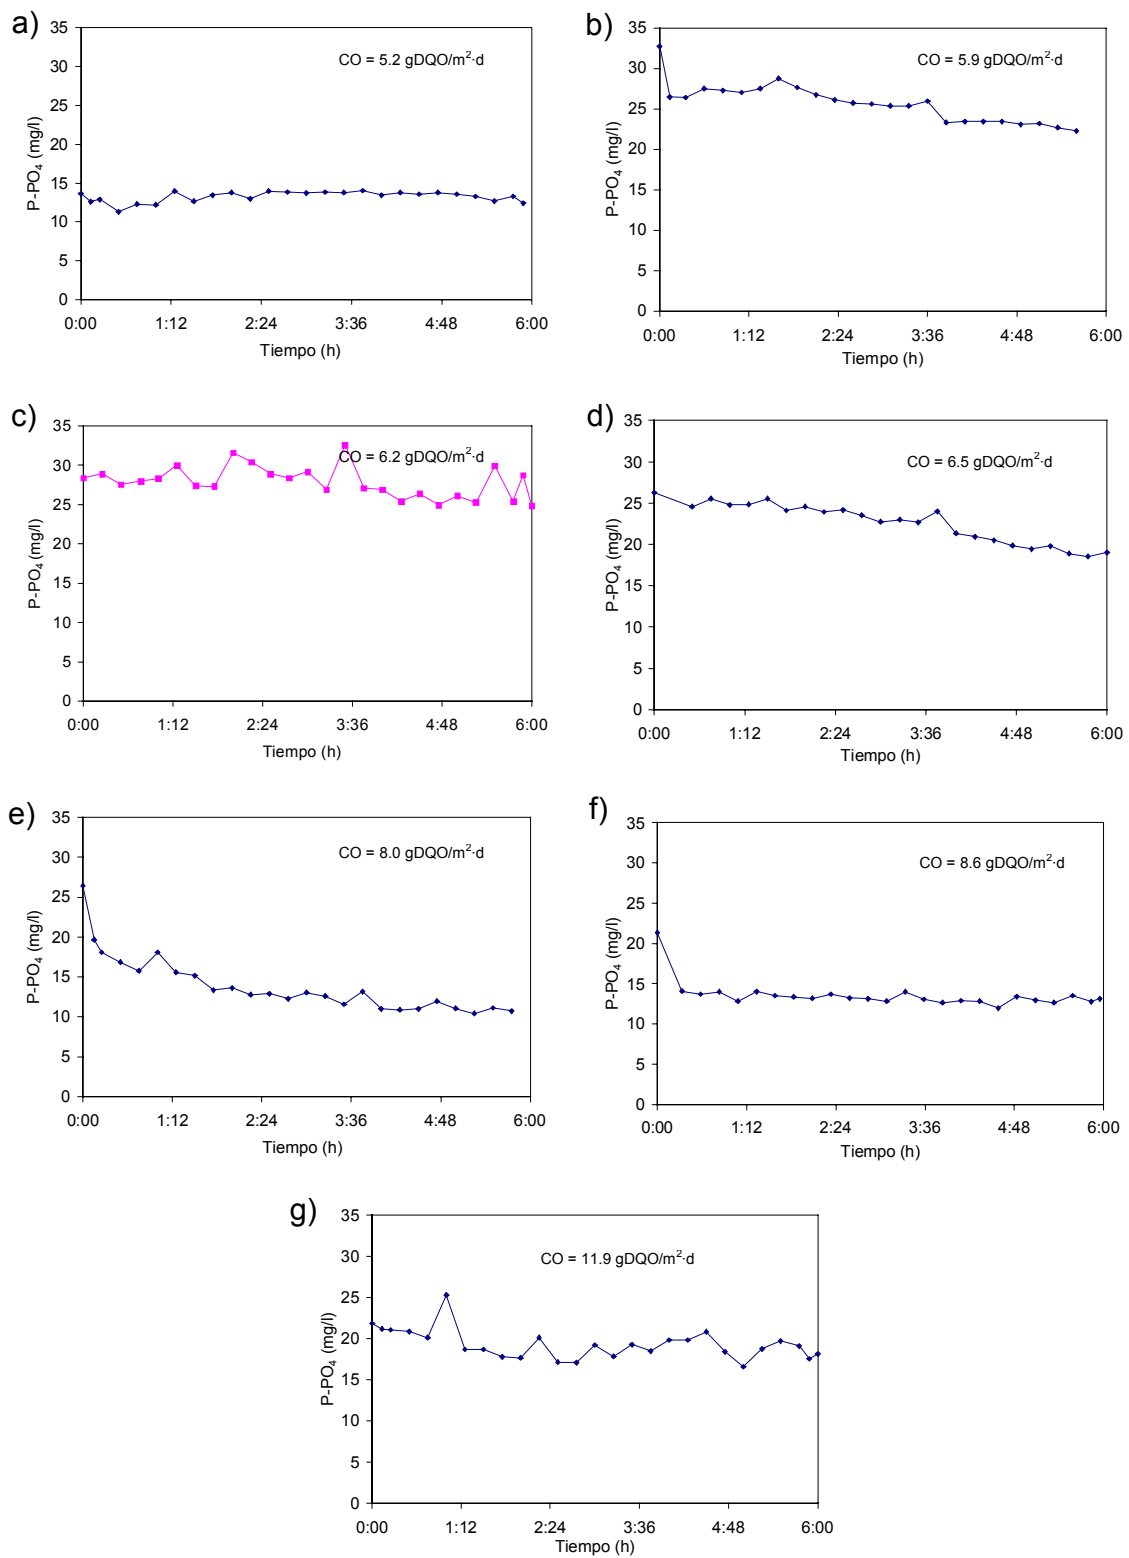 a)
CO = 5.2 gDQO/m²·d
P-PO₄ (mg/l)
35
30
25
20
15
10
5
0
0:00 1:12 2:24 3:36 4:48 6:00
Tiempo (h)
b)
CO = 5.9 gDQO/m²·d
P-PO₄ (mg/l)
35
30
25
20
15
10
5
0
0:00 1:12 2:24 3:36 4:48 6:00
Tiempo (h)
c)
CO = 6.2 gDQO/m²·d
P-PO₄ (mg/l)
35
30
25
20
15
10
5
0
0:00 1:12 2:24 3:36 4:48 6:00
Tiempo (h)
d)
CO = 6.5 gDQO/m²·d
P-PO₄ (mg/l)
35
30
25
20
15
10
5
0
0:00 1:12 2:24 3:36 4:48 6:00
Tiempo (h)
e)
CO = 8.0 gDQO/m²·d
P-PO₄ (mg/l)
35
30
25
20
15
10
5
0
0:00 1:12 2:24 3:36 4:48 6:00
Tiempo (h)
f)
CO = 8.6 gDQO/m²·d
P-PO₄ (mg/l)
35
30
25
20
15
10
5
0
0:00 1:12 2:24 3:36 4:48 6:00
Tiempo (h)
g)
CO = 11.9 gDQO/m²·d
P-PO₄ (mg/l)
35
30
25
20
15
10
5
0
0:00 1:12 2:24 3:36 4:48 6:00
Tiempo (h)